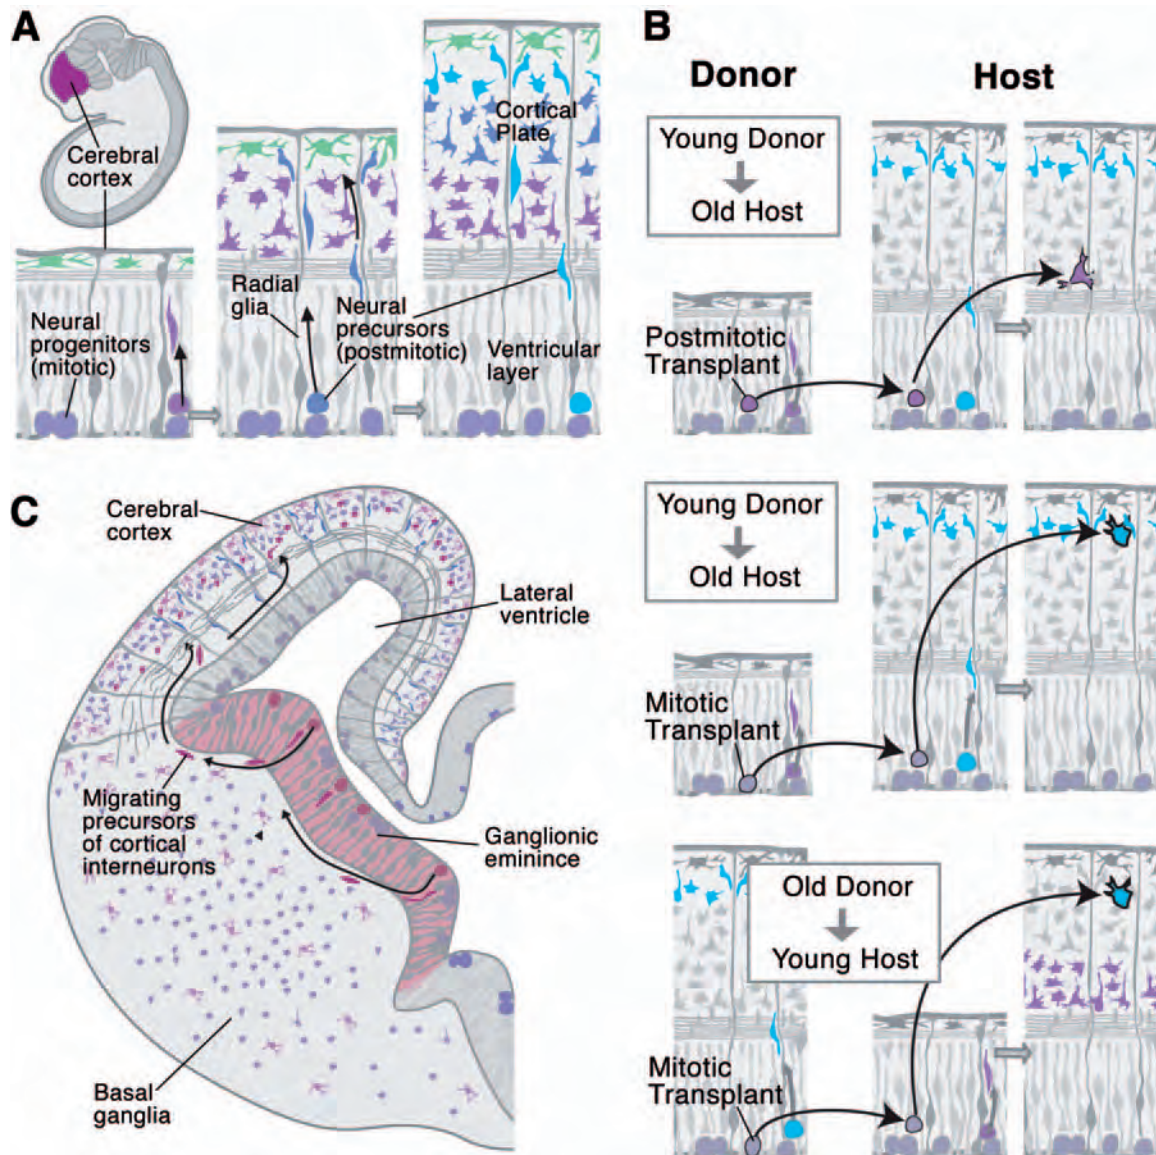 A
Cerebral
cortex
Neural
progenitors
(mitotic)
Radial
glia
Neural
precursors
(postmitotic)
Cortical
Plate
Ventricular
layer
B
Donor
Host
Young Donor
Old Host
Postmitotic
Transplant
Young Donor
Old Host
Mitotic
Transplant
Old Donor
Young Host
Mitotic
Transplant
C
Cerebral
cortex
Lateral
ventricle
Migrating
precursors
of cortical
interneurons
Ganglionic
eminince
Basal
ganglia